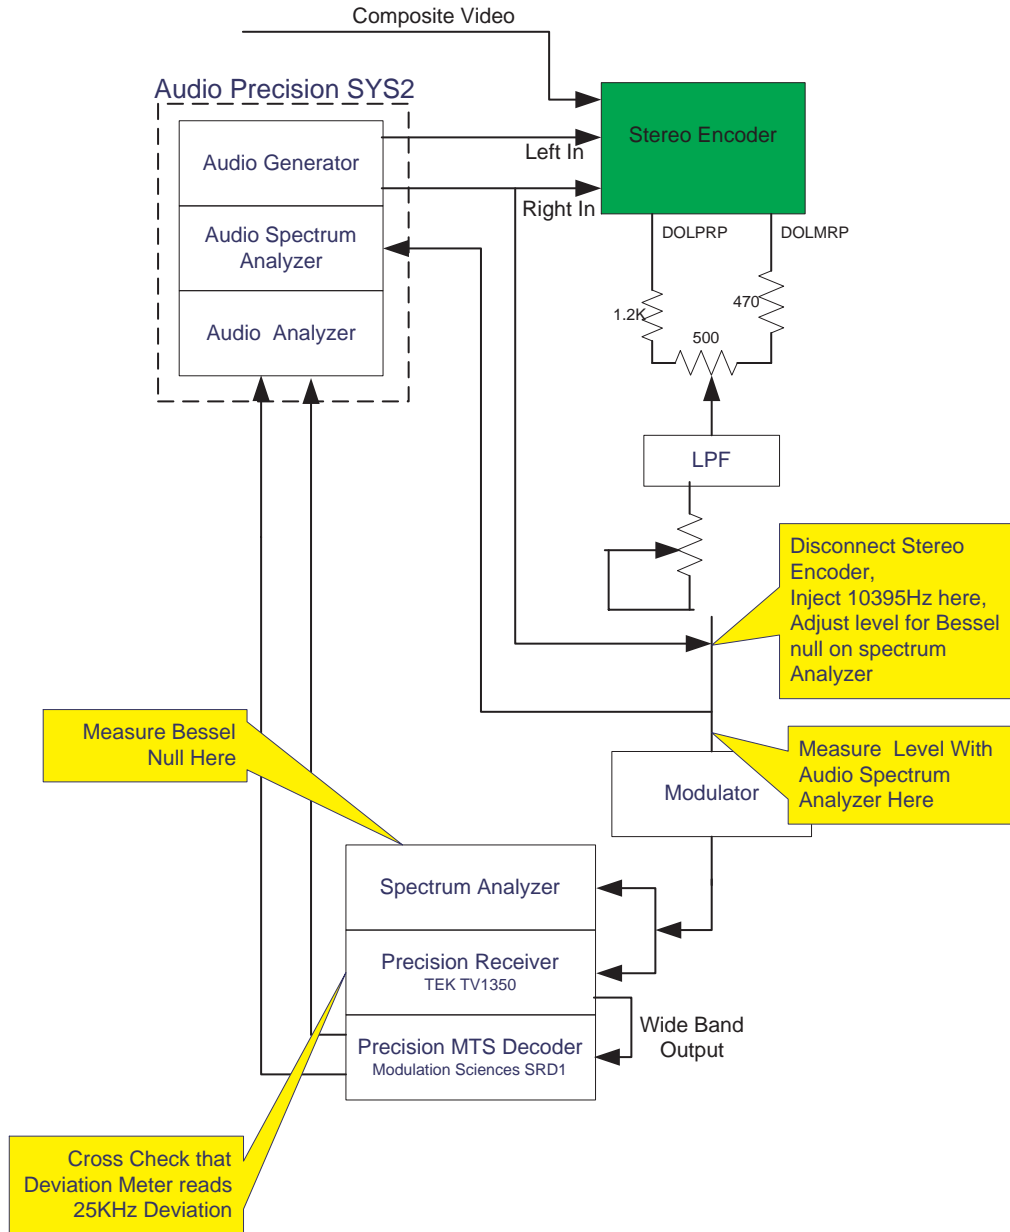 Composite Video
Audio Precision SYS2
Stereo Encoder
Audio Generator
Left In
Right In
Audio Spectrum
Analyzer
DOLPRP
DOLMRP
Audio  Analyzer
1.2K
470
500
LPF
Disconnect Stereo
Encoder,
Inject 10395Hz here,
Adjust level for Bessel
null on spectrum
Analyzer
Measure Bessel
Null Here
Measure  Level With
Audio Spectrum
Analyzer Here
Modulator
Spectrum Analyzer
Precision Receiver
TEK TV1350
Wide Band
Output
Precision MTS Decoder
Modulation Sciences SRD1
Cross Check that
Deviation Meter reads
25KHz Deviation